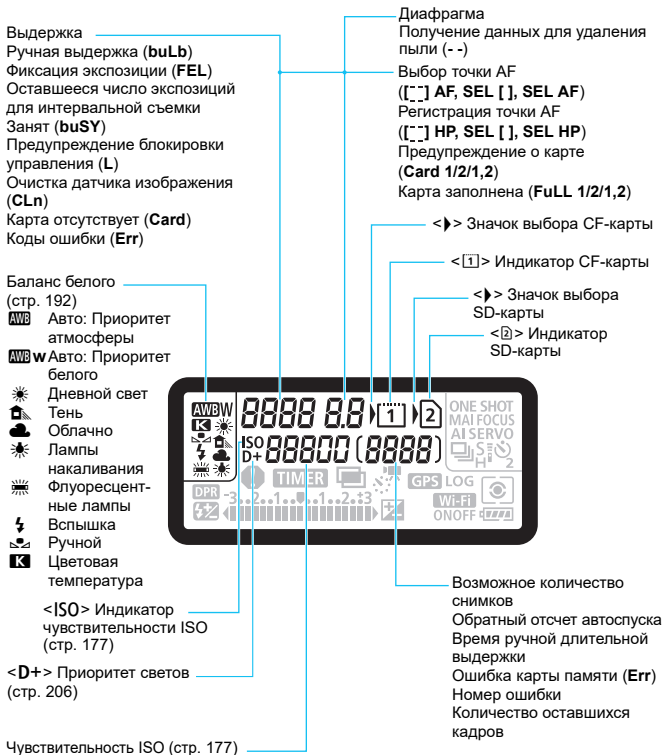 Выдержка
Ручная выдержка (buLb)
Фиксация экспозиции (FEL)
Оставшееся число экспозиций
для интервальной съемки
Занят (buSY)
Предупреждение блокировки
управления (L)
Очистка датчика изображения
(CLn)
Карта отсутствует (Card)
Коды ошибки (Err)
Диафрагма
Получение данных для удаления
пыли (- -)
Выбор точки AF
([ ] AF, SEL [ ], SEL AF)
Регистрация точки AF
([ ] HP, SEL [ ], SEL HP)
Предупреждение о карте
(Card 1/2/1,2)
Карта заполнена (FuLL 1/2/1,2)
< > Значок выбора CF-карты
<1> Индикатор CF-карты
< > Значок выбора
SD-карты
<2> Индикатор
SD-карты
Баланс белого
(стр. 192)
AWB Авто: Приоритет
атмосферы
AWB W Авто: Приоритет
белого
Дневной свет
Тень
Облачно
Лампы
накаливания
Флуоресцент-
ные лампы
Вспышка
Ручной
K Цветовая
температура
AWB W 8888 8.8 1 2
K
ISO D+ 88800 (8888)
ONE SHOT
MAI FOCUS
AI SERVO
S i H 2
TIMER
GPS LOG
DPR -3..2..1.. ..1..2.+3
Wi-Fi
ONOFF
<ISO> Индикатор
чувствительности ISO
(стр. 177)
<D+> Приоритет светов
(стр. 206)
Чувствительность ISO (стр. 177)
Возможное количество
снимков
Обратный отсчет автоспуска
Время ручной длительной
выдержки
Ошибка карты памяти (Err)
Номер ошибки
Количество оставшихся
кадров